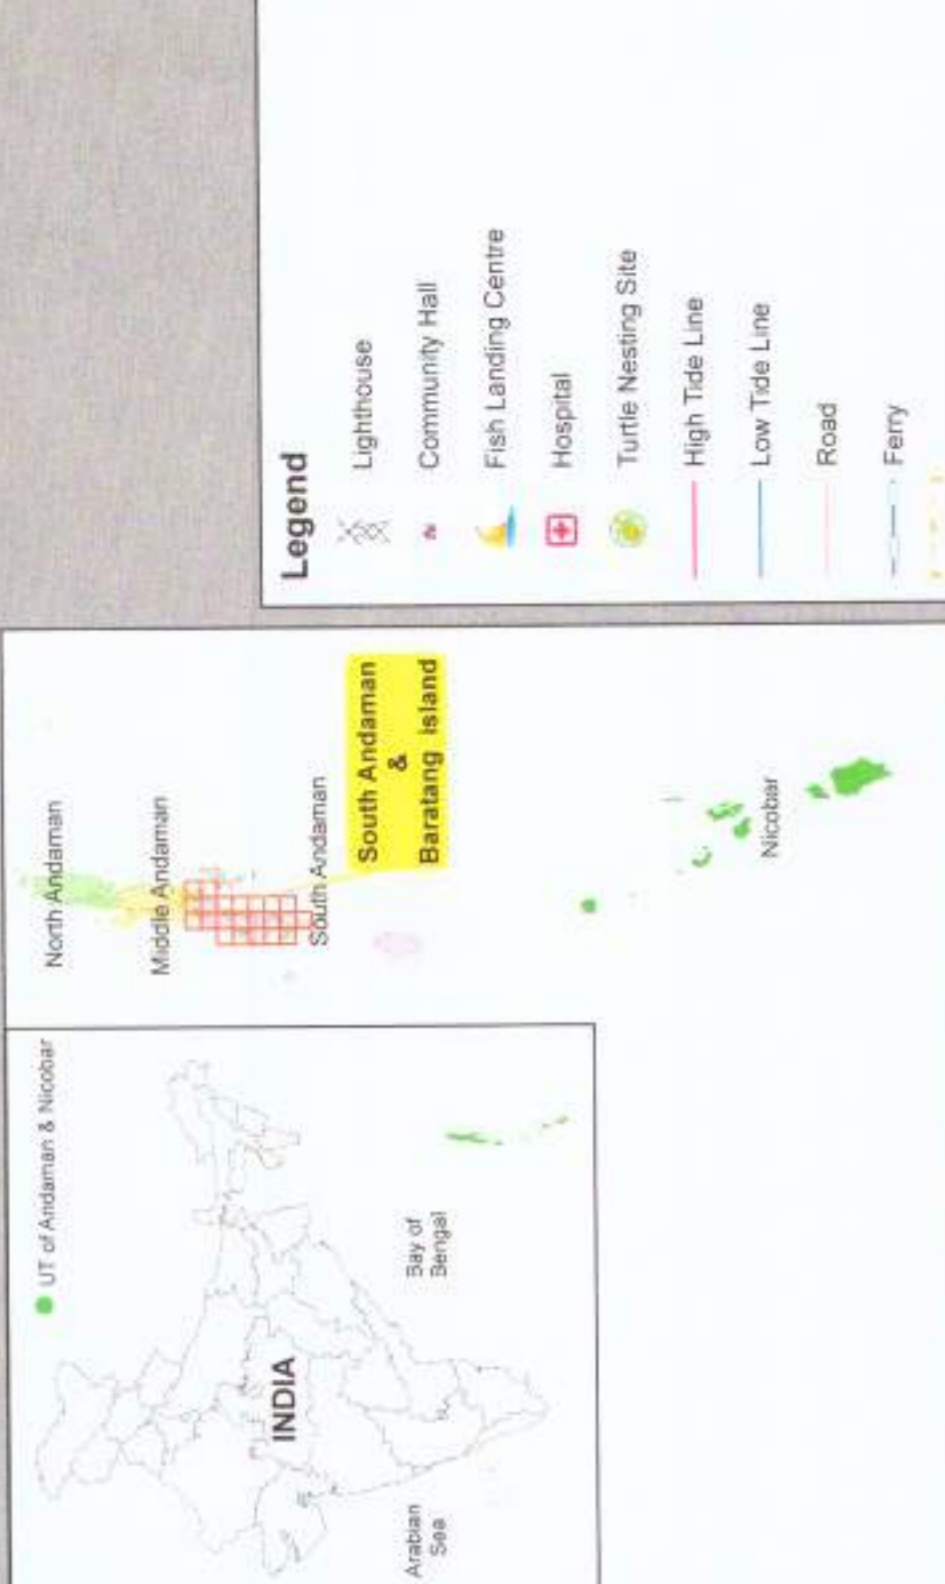 UT of Andaman & Nicobar
INDIA
Arabian
Sea
Bay of
Bengal
North Andaman
Middle Andaman
South Andaman
South Andaman
&
Baratang Island
Nicobar
Legend
Lighthouse
Community Hall
Fish Landing Centre
Hospital
Turtle Nesting Site
High Tide Line
Low Tide Line
Road
Ferry